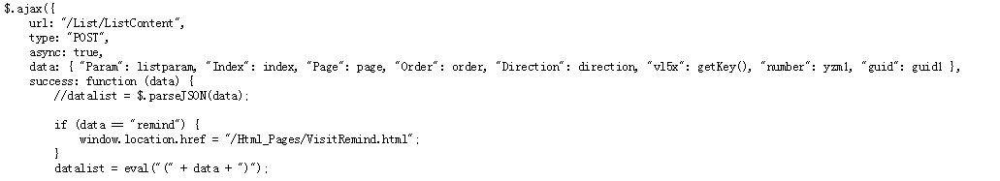 $.ajax({
url: "/List/ListContent",
type: "POST",
async: true,
data: { "Param": listparam, "Index": index, "Page": page, "Order": order, "Direction": direction, "vl5x": getKey(), "number": yzm1, "guid": guid1 },
success: function (data) {
//datalist = $.parseJSON(data);
if (data == "remind") {
window.location.href = "/Html_Pages/VisitRemind.html";
}
datalist = eval("(" + data + ")");